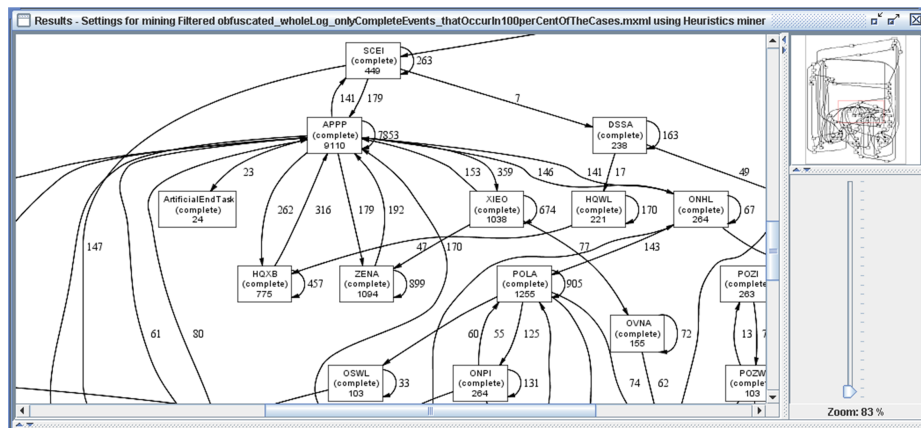 Results - Settings for mining Filtered obfuscated_wholeLog_onlyCompleteEvents_thatOccurIn100perCentOfTheCases.mxml using Heuristics miner
SCEI
(complete)
449
263
141
179
7
APPP
(complete)
9110
7853
DSSA
(complete)
238
163
23
153
359
146
141
17
49
ArtificialEndTask
(complete)
24
262
316
179
192
XIEO
(complete)
1038
674
HQWL
(complete)
221
170
ONHL
(complete)
264
67
147
47
170
77
143
HQXB
(complete)
775
457
ZENA
(complete)
1094
899
POLA
(complete)
1255
905
POZI
(complete)
263
61
80
60
55
125
OVNA
(complete)
155
72
13
7
OSWL
(complete)
103
33
ONPI
(complete)
264
131
74
62
POZW
(complete)
103
Zoom: 83 %